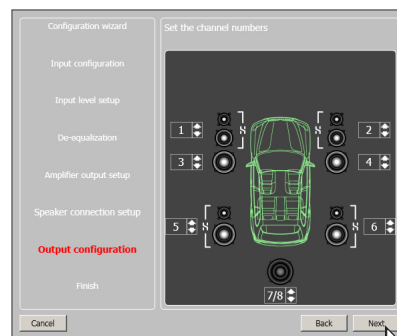 Configuration wizard
Set the channel numbers
Input configuration
Input level setup
De-equalization
Amplifier output setup
Speaker connection setup
Output configuration
Finish
1
2
3
4
5
6
7/8
Cancel
Back
Next